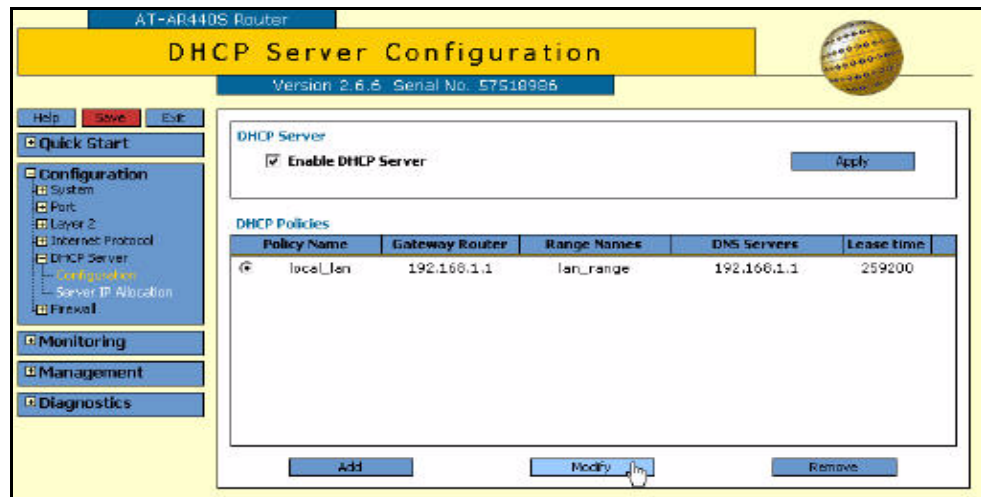 AT-AR440S Router
DHCP Server Configuration
Version 2.6.6 Serial No. 57518986
Help Save Exit
Quick Start
Configuration
System
Port
Layer 2
Internet Protocol
DHCP Server
Configuration
Server IP Allocation
Firewall
Monitoring
Management
Diagnostics
DHCP Server
Enable DHCP Server
Apply
DHCP Policies
Policy Name Gateway Router Range Names DNS Servers Lease time
local_lan 192.168.1.1 lan_range 192.168.1.1 259200
Add Modify Remove